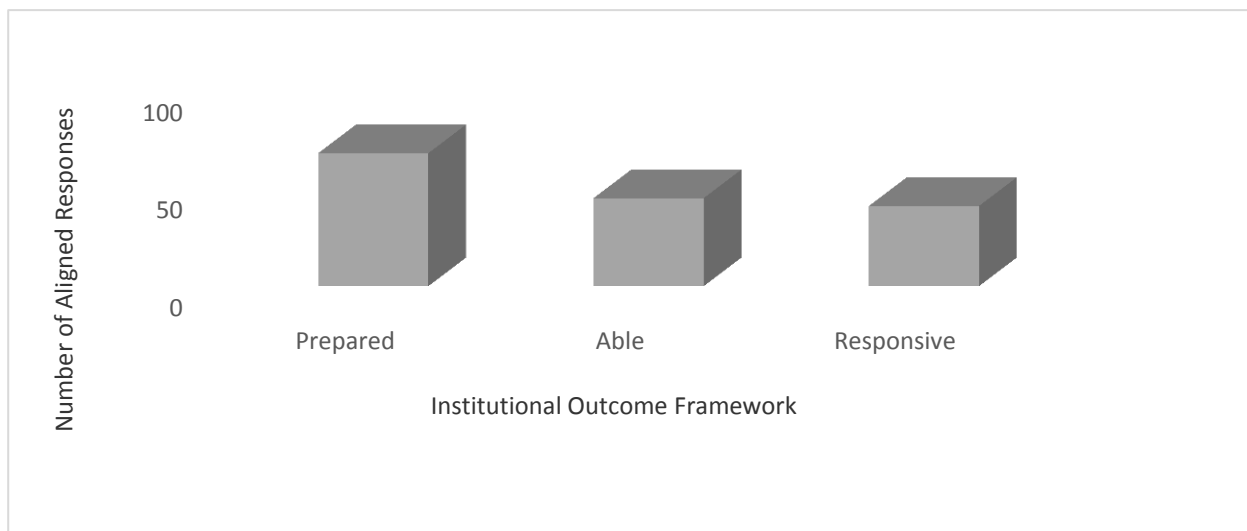 Number of Aligned Responses
100
50
0
Prepared
Able
Responsive
Institutional Outcome Framework